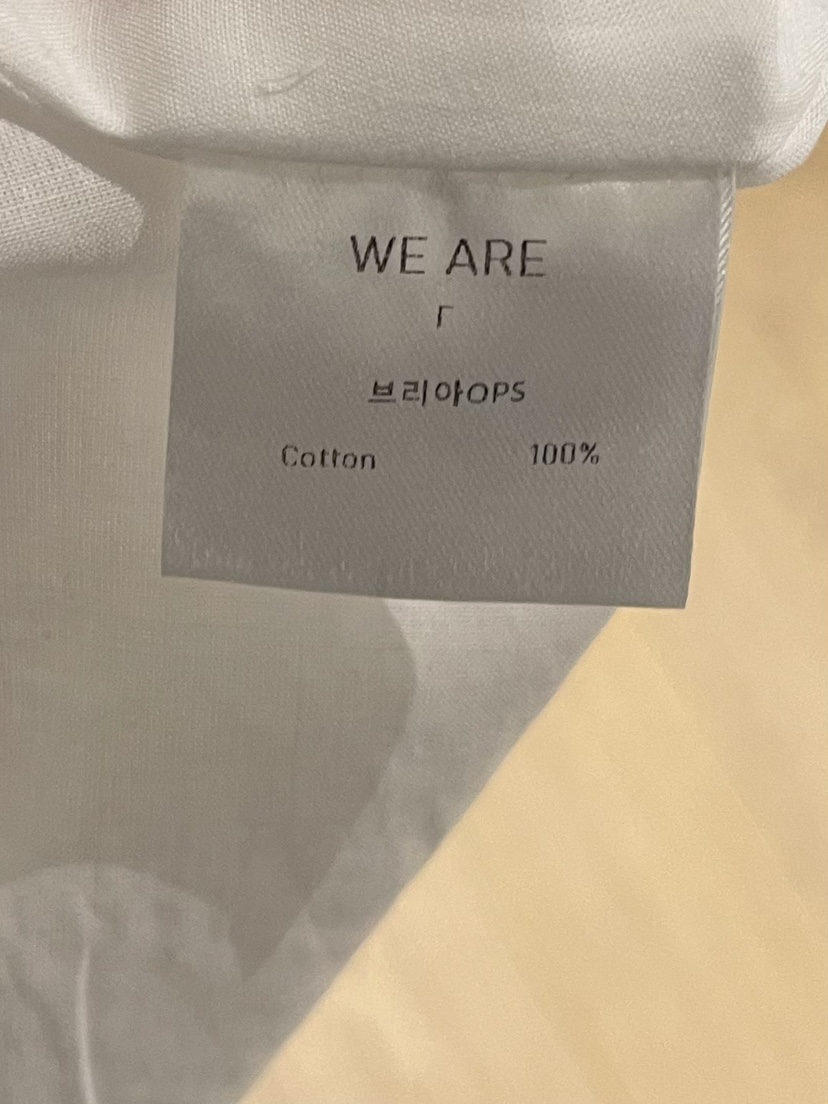 WE ARE
「
브리아OPS
Cotton 100%